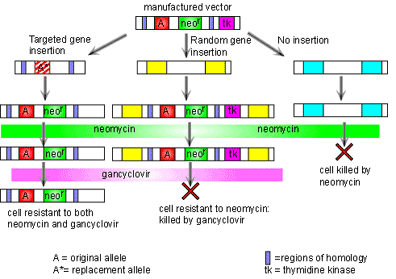 manufactured vector
A neoʳ tk
Targeted gene
insertion
Random gene
insertion
No insertion
A neoʳ
A neoʳ tk
neomycin neomycin
A neoʳ
A neoʳ tk
cell killed by
neomycin
gancyclovir
A neoʳ
cell resistant to both
neomycin and gancyclovir
cell resistant to neomycin:
killed by gancyclovir
A = original allele
=regions of homology
A*= replacement allele
tk = thymidine kinase